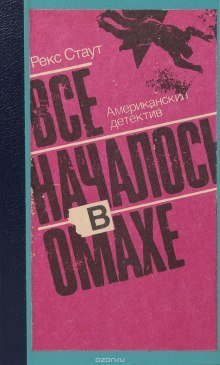 Рекс Стаут
Американский
детектив
ВСЕ
НАЧАЛОСЬ
В
ОМАХЕ
ozon.ru